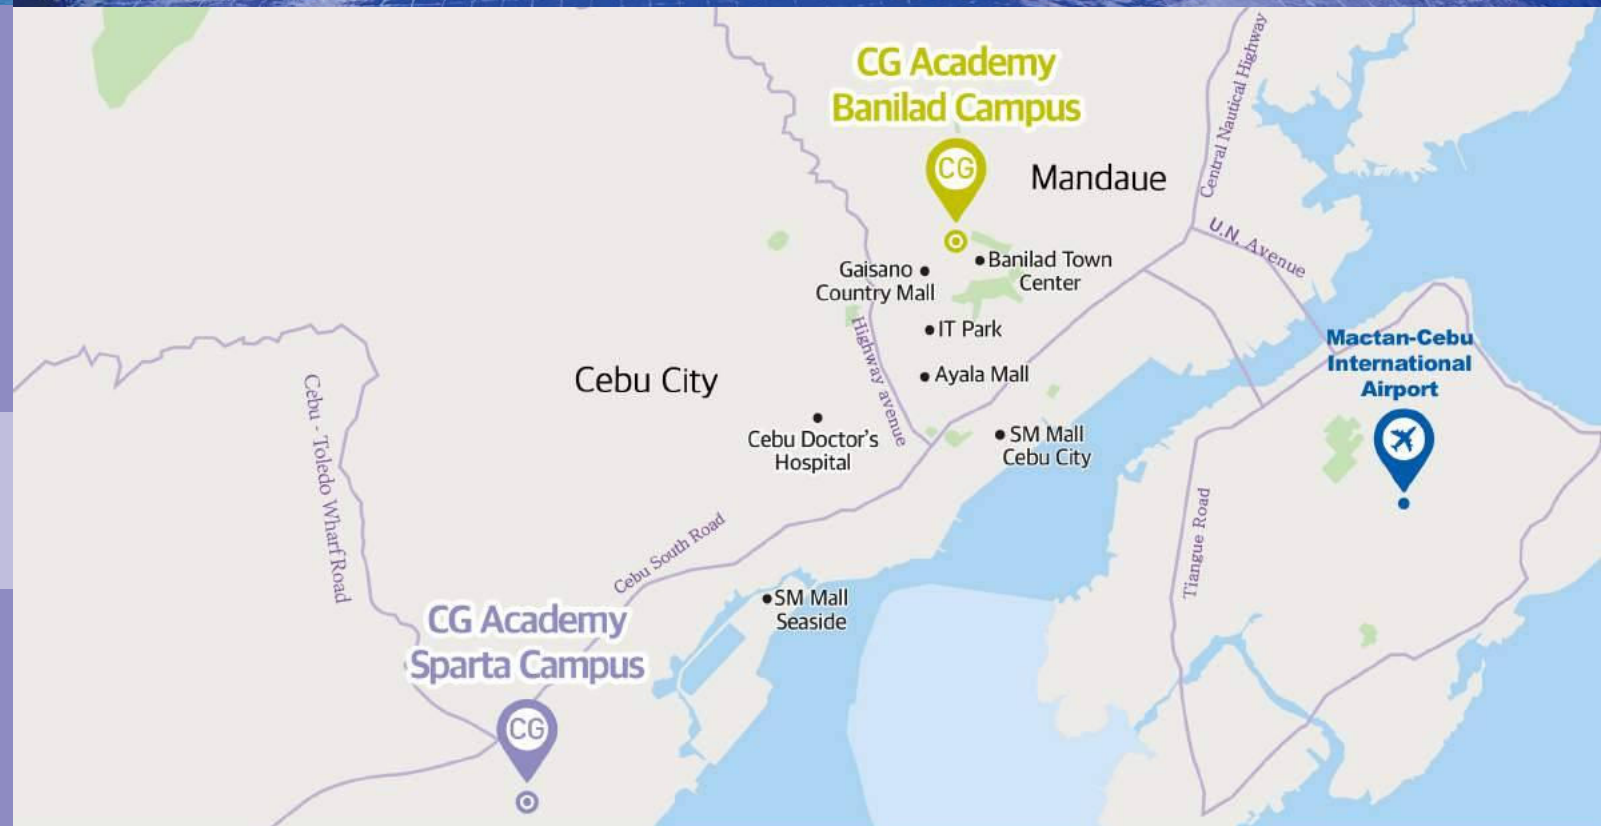 CG Academy
Banilad Campus
CG
Mandaue
Central Nautical Highway
U.N. Avenue
Banilad Town
Center
Gaisano
Country Mall
IT Park
Highway avenue
Ayala Mall
Mactan-Cebu
International
Airport
Cebu City
Cebu - Toledo Wharf Road
Cebu Doctor's
Hospital
SM Mall
Cebu City
Tiangue Road
Cebu South Road
SM Mall
Seaside
CG Academy
Sparta Campus
CG